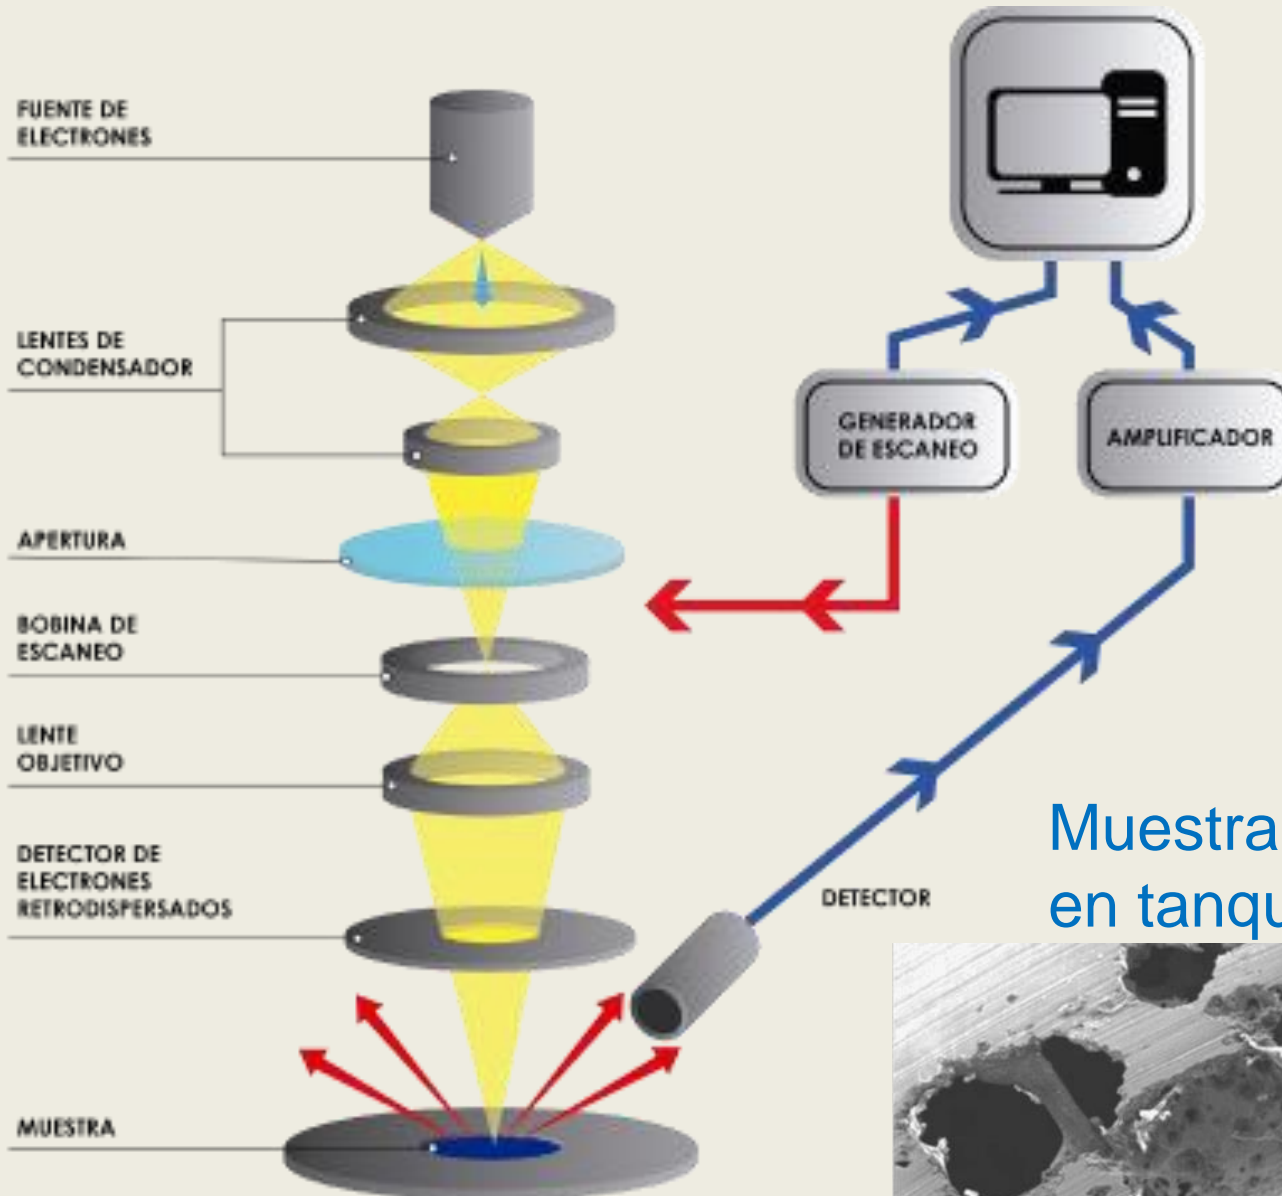 FUENTE DE
ELECTRONES
LENTES DE
CONDENSADOR
APERTURA
BOBINA DE
ESCANEO
LENTE
OBJETIVO
DETECTOR DE
ELECTRONES
RETRODISPERSADOS
MUESTRA
GENERADOR
DE ESCANEO
AMPLIFICADOR
DETECTOR
Muestra
en